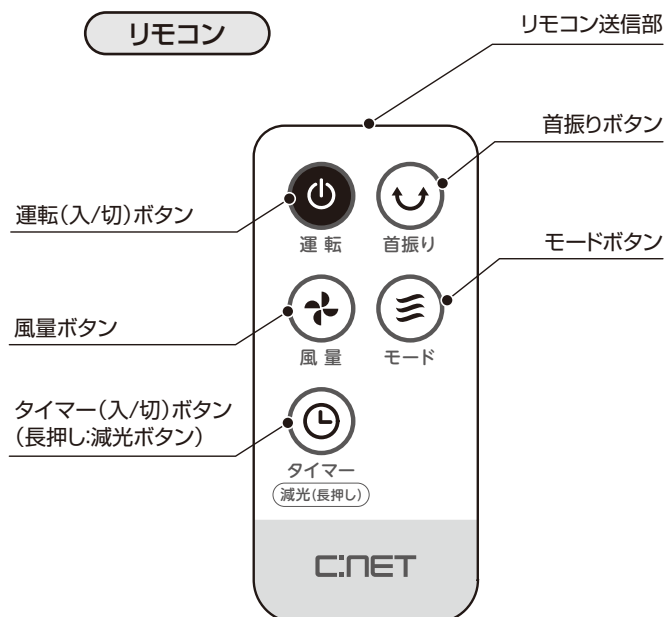 リモコン
リモコン送信部
首振りボタン
運転(入/切)ボタン
モードボタン
風量ボタン
タイマー(入/切)ボタン
(長押し:減光ボタン)
運 転
首振り
風 量
モード
タイマー
減光(長押し)
C:NET